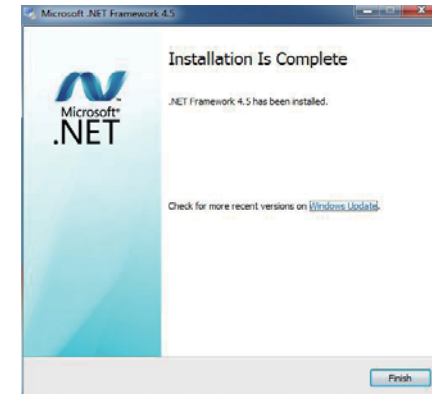 Microsoft .NET Framework 4.5
Installation Is Complete
.NET Framework 4.5 has been installed.
Microsoft®
.NET
Check for more recent versions on Windows Update.
Finish